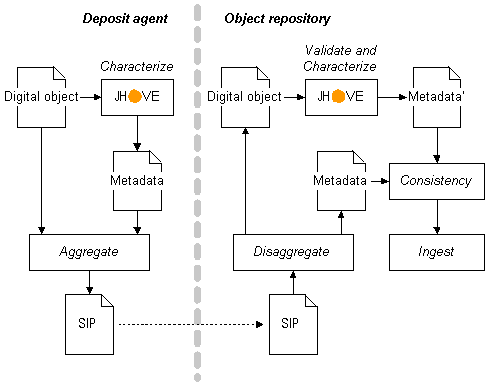 Deposit agent
Object repository
Characterize
Validate and
Characterize
Digital object
JHOVE
Digital object
JHOVE
Metadata'
Metadata
Metadata
Consistency
Aggregate
Disaggregate
Ingest
SIP
SIP